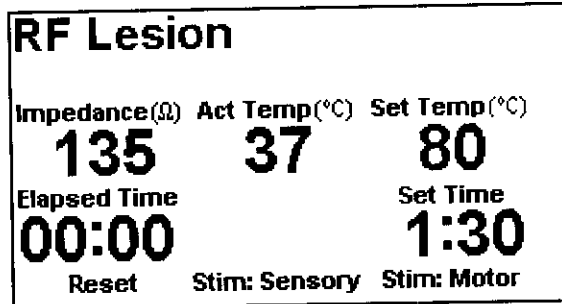 RF Lesion
Impedance(Ω) Act Temp(°C) Set Temp(°C)
135 37 80
Elapsed Time Set Time
00:00 1:30
Reset Stim: Sensory Stim: Motor